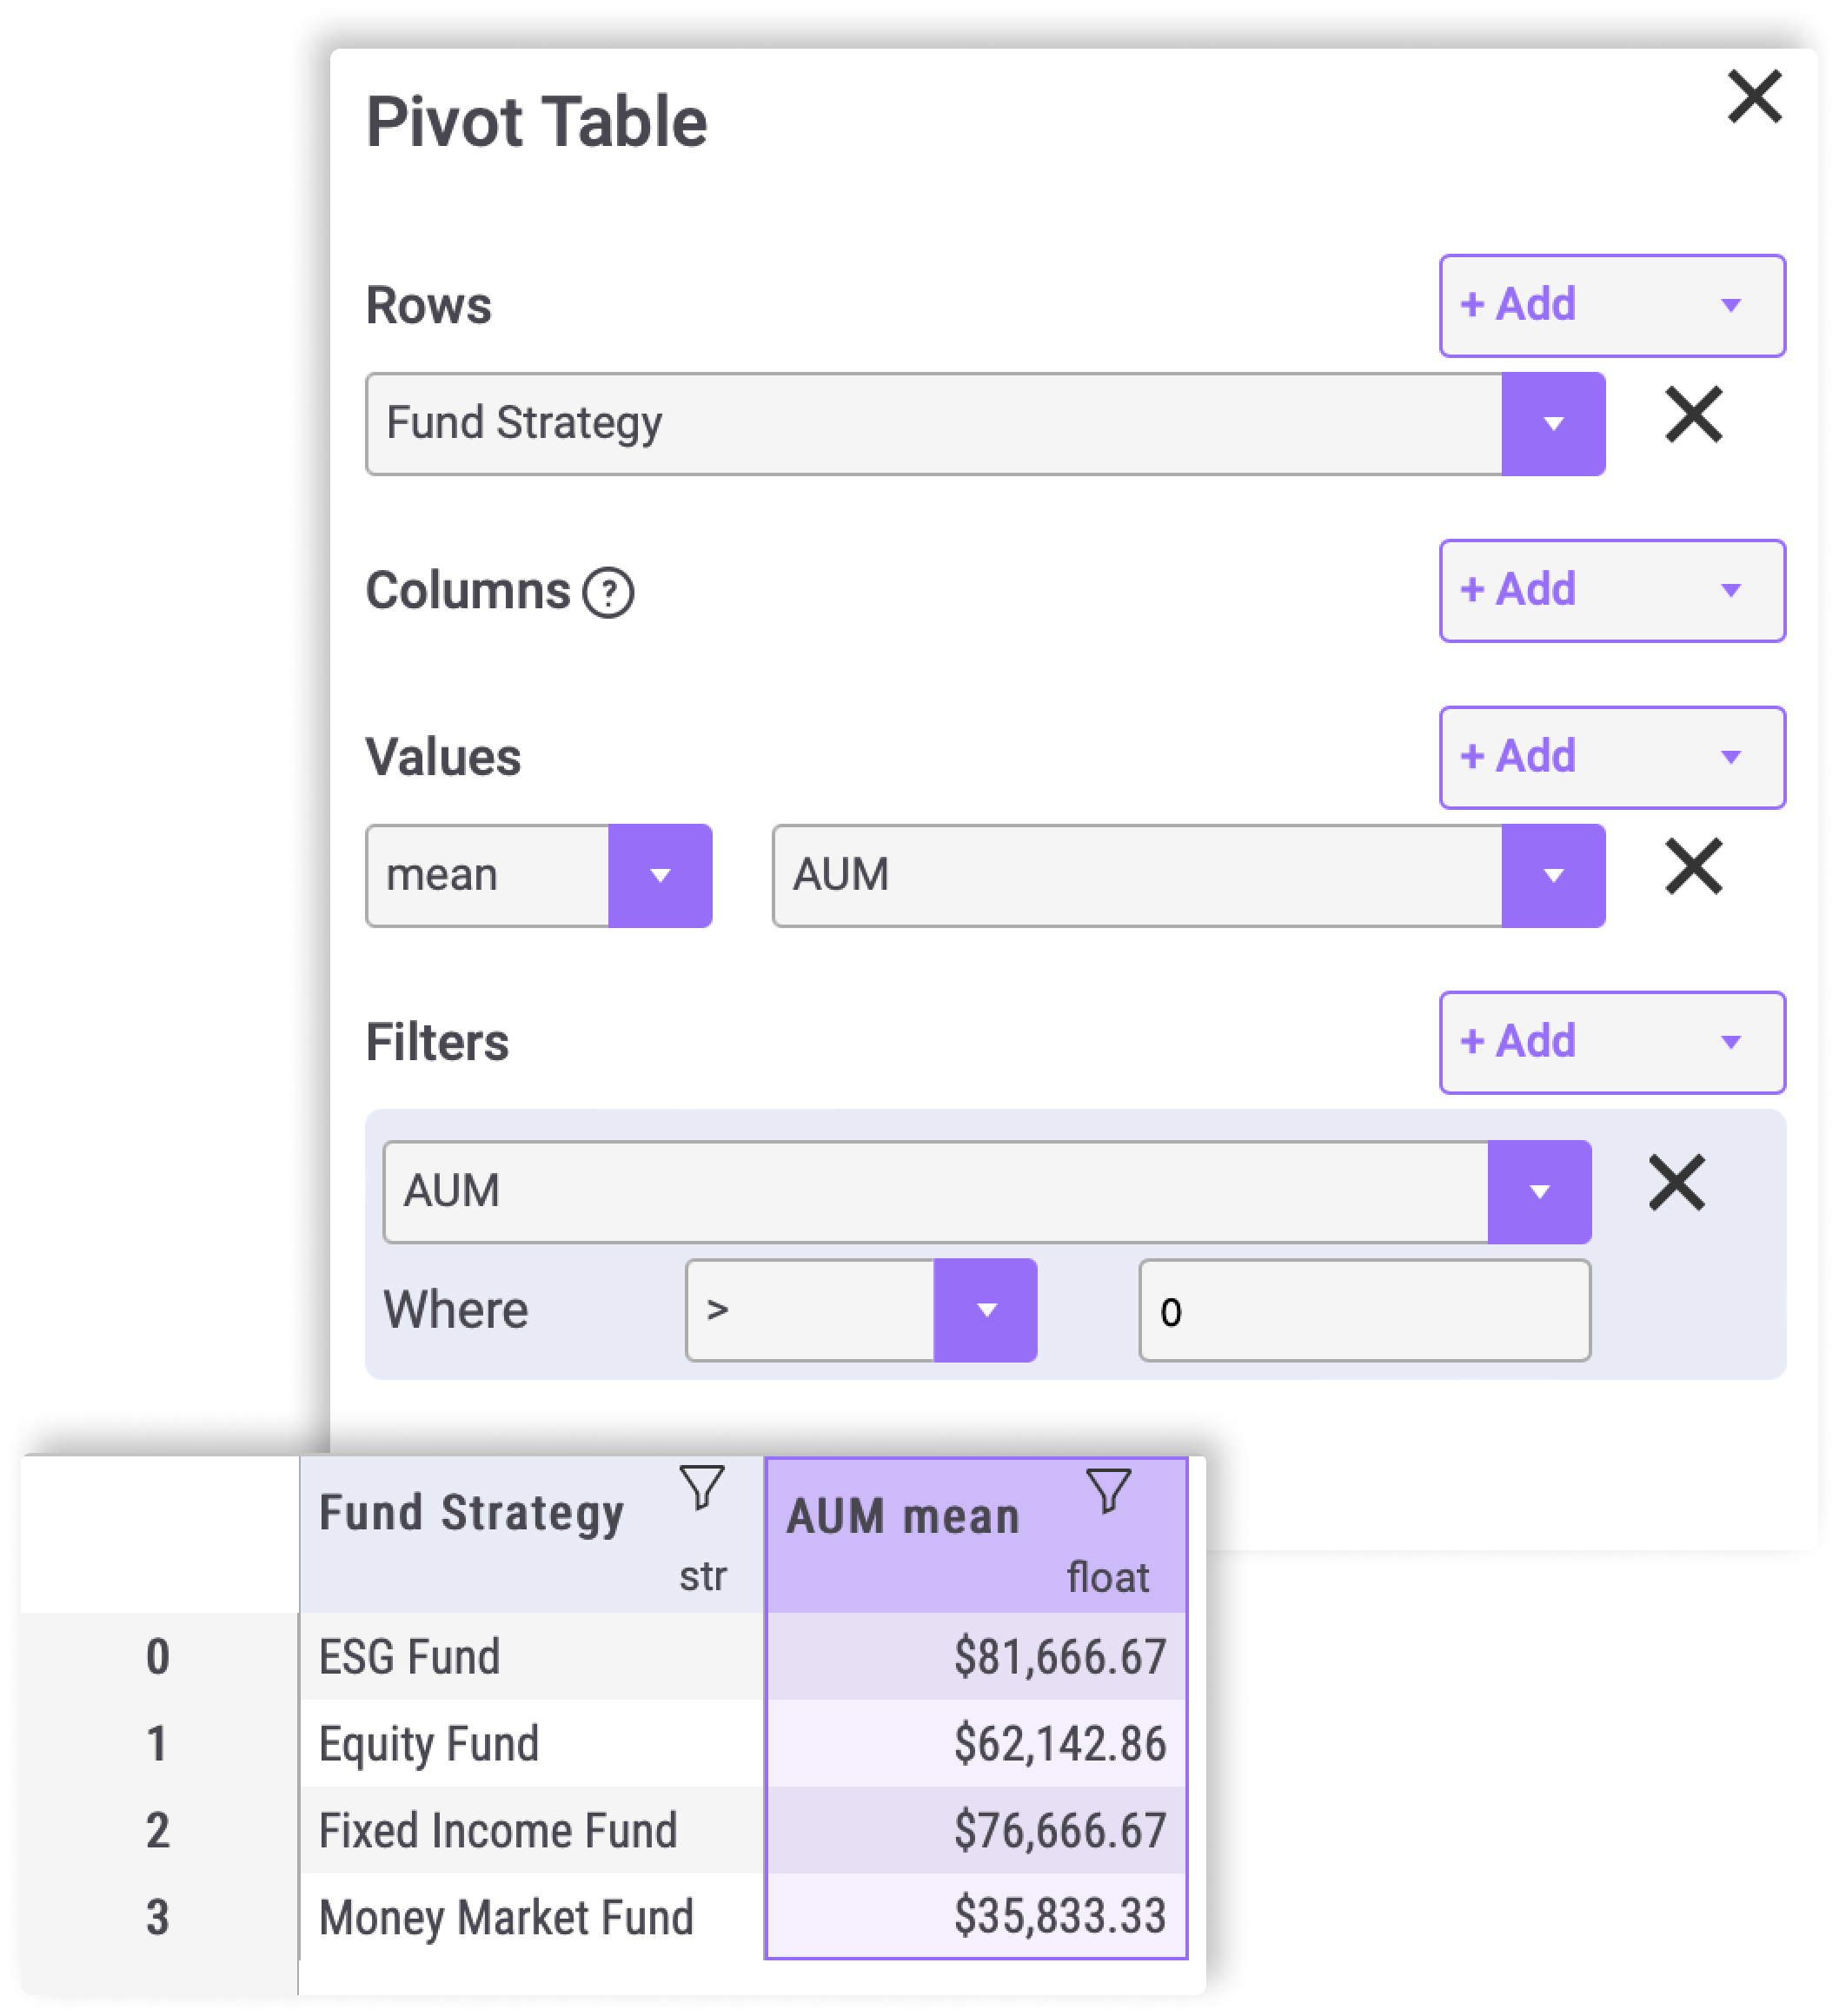 Pivot Table
Rows
+ Add
Fund Strategy
Columns ?
+ Add
Values
+ Add
mean
AUM
Filters
+ Add
AUM
Where
>
0
Fund Strategy
str
AUM mean
float
0 ESG Fund $81,666.67
1 Equity Fund $62,142.86
2 Fixed Income Fund $76,666.67
3 Money Market Fund $35,833.33